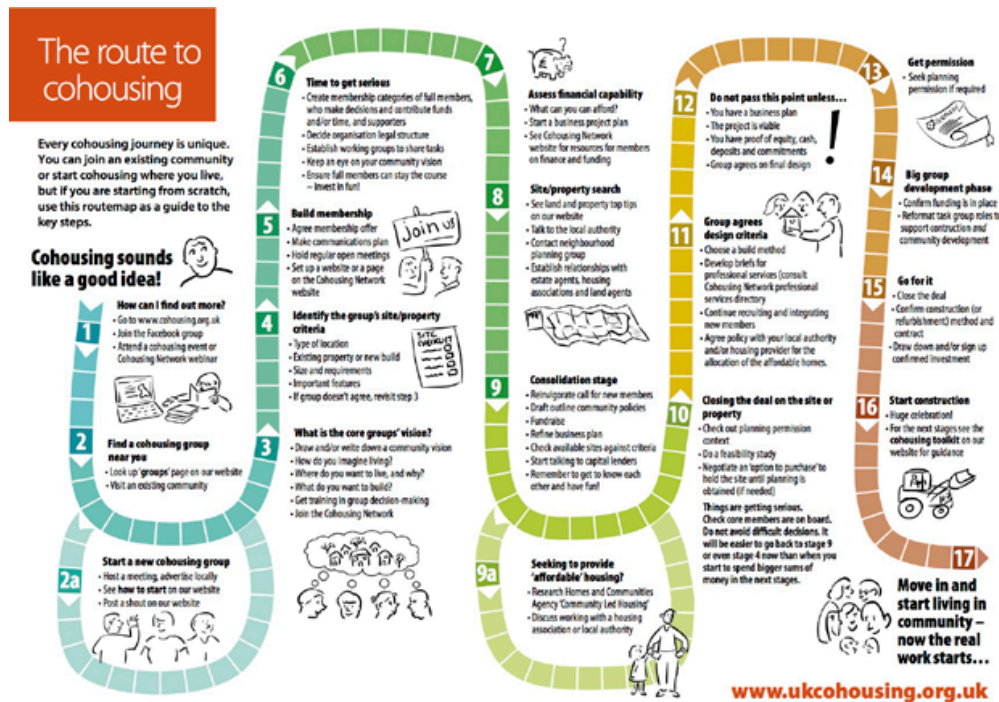 The route to
cohousing
Every cohousing journey is unique.
You can join an existing community
or start cohousing where you live,
but if you are starting from scratch,
use this routemap as a guide to the
key steps.
Cohousing sounds
like a good idea!
1
How can I find out more?
• Go to www.cohousing.org.uk
• Join the Facebook group
• Attend a cohousing event or
Cohousing Network webinar
2
Find a cohousing group
near you
• Look up 'groups' page on our website
• Visit an existing community
2a
Start a new cohousing group
• Host a meeting, advertise locally
• See how to start on our website
• Post a shout on our website
3
What is the core groups' vision?
• Draw and/or write down a community vision
• How do you imagine living?
• Where do you want to live, and why?
• What do you want to build?
• Get training in group decision-making
• Join the Cohousing Network
4
Identify the group's site/property
criteria
• Type of location
• Existing property or new build
• Size and requirements
• Important features
• If group doesn't agree, revisit step 3
SITE
CHECKLIST
5
Build membership
• Agree membership offer
• Make communications plan
• Hold regular open meetings
• Set up a website or a page
on the Cohousing Network
website
Join us
6
Time to get serious
• Create membership categories of full members,
who make decisions and contribute funds
and/or time, and supporters
• Decide organisation legal structure
• Establish working groups to share tasks
• Keep an eye on your community vision
• Ensure full members can stay the course
– invest in fun!
7
Assess financial capability
• What can you can afford?
• Start a business project plan
• See Cohousing Network
website for resources for members
on finance and funding
8
Site/property search
• See land and property top tips
on our website
• Talk to the local authority
• Contact neighbourhood
planning group
• Establish relationships with
estate agents, housing
associations and land agents
9
Consolidation stage
• Reinvigorate call for new members
• Draft outline community policies
• Fundraise
• Refine business plan
• Check available sites against criteria
• Start talking to capital lenders
• Remember to get to know each
other and have fun!
9a
Seeking to provide
'affordable' housing?
• Research Homes and Communities
Agency 'Community Led Housing'
• Discuss working with a housing
association or local authority
10
Closing the deal on the site or
property
• Check out planning permission
context
• Do a feasibility study
• Negotiate an 'option to purchase' to
hold the site until planning is
obtained (if needed)
Things are getting serious.
Check core members are on board.
Do not avoid difficult decisions. It
will be easier to go back to stage 9
or even stage 4 now than when you
start to spend bigger sums of
money in the next stages.
11
Group agrees
design criteria
• Choose a build method
• Develop briefs for
professional services (consult
Cohousing Network professional
services directory
• Continue recruiting and integrating
new members
• Agree policy with your local authority
and/or housing provider for the
allocation of the affordable homes.
12
Do not pass this point unless…
• You have a business plan
• The project is viable
• You have proof of equity, cash,
deposits and commitments
• Group agrees on final design
!
13
Get permission
• Seek planning
permission if required
14
Big group
development phase
• Confirm funding is in place
• Reformat task group roles to
support contruction and
community development
15
Go for it
• Close the deal
• Confirm construction (or
refurbishment) method and
contract
• Draw down and/or sign up
confirmed investment
16
Start construction
• Huge celebration!
• For the next stages see the
cohousing toolkit on our
website for guidance
17
Move in and
start living in
community –
now the real
work starts…
www.ukcohousing.org.uk